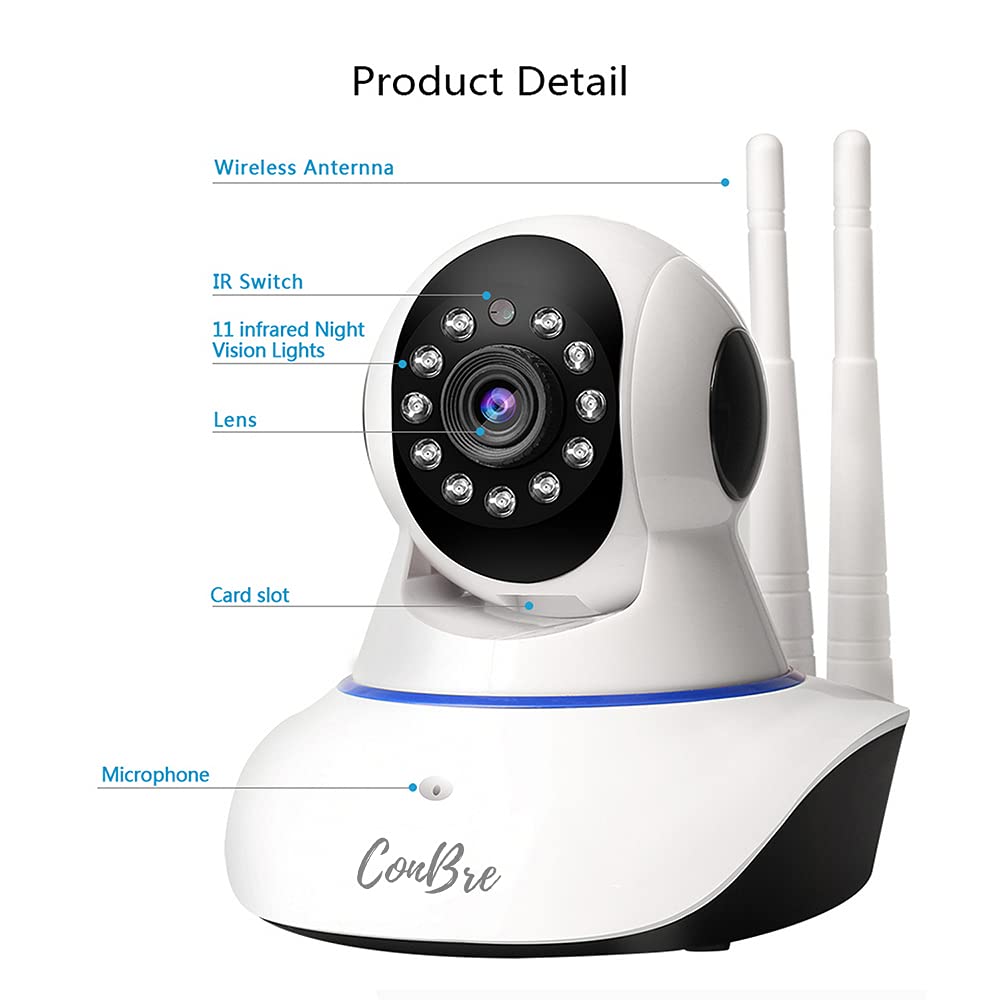 Product Detail
Wireless Anternna
IR Switch
11 infrared Night
Vision Lights
Lens
Card slot
Microphone
ConBre